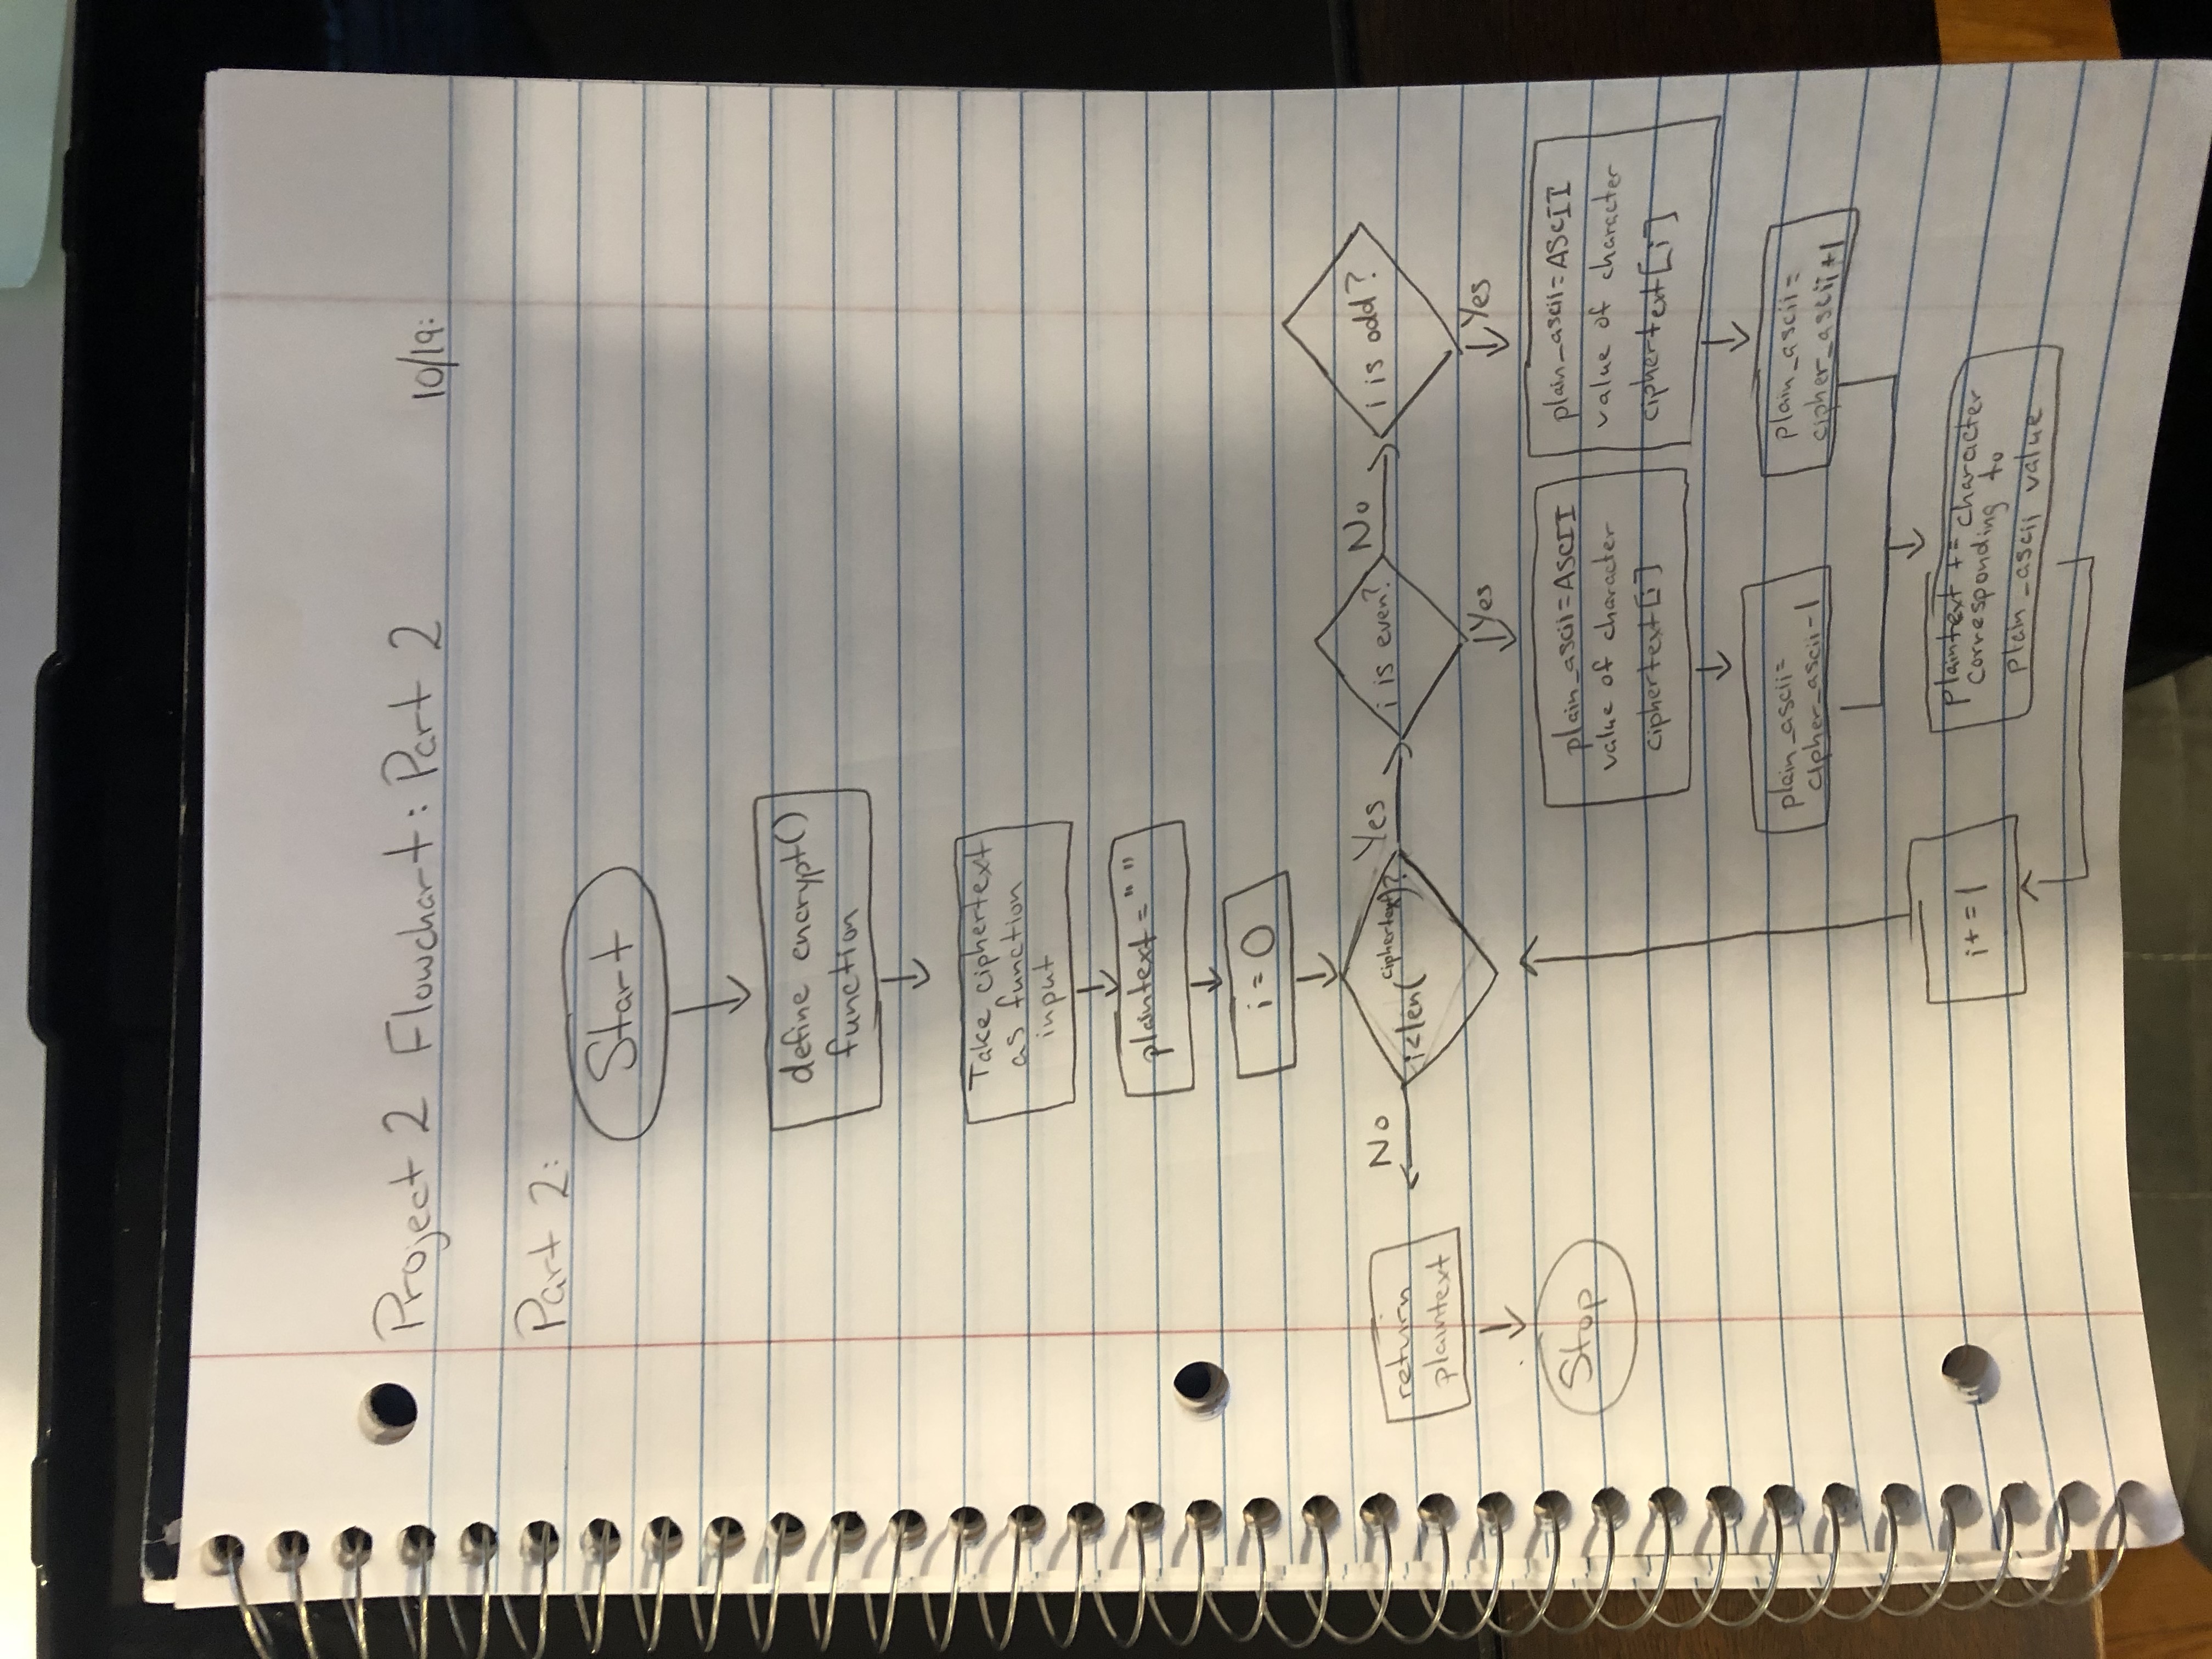 Project 2 Flowchart: Part 2 10/19:
Part 2:
Start
define encrypt()
function
Take ciphertext
as function
input
plaintext = " "
i = 0
i<len(ciphertext)?
No
return
plaintext
Stop
Yes
i is even?
No
i is odd?
Yes
plain_ascii = ASCII
value of character
ciphertext[i]
plain_ascii =
cipher_ascii-1
Yes
plain_ascii = ASCII
value of character
ciphertext[i]
plain_ascii =
cipher_ascii+1
plaintext += character
corresponding to
plain_ascii value
i+=1